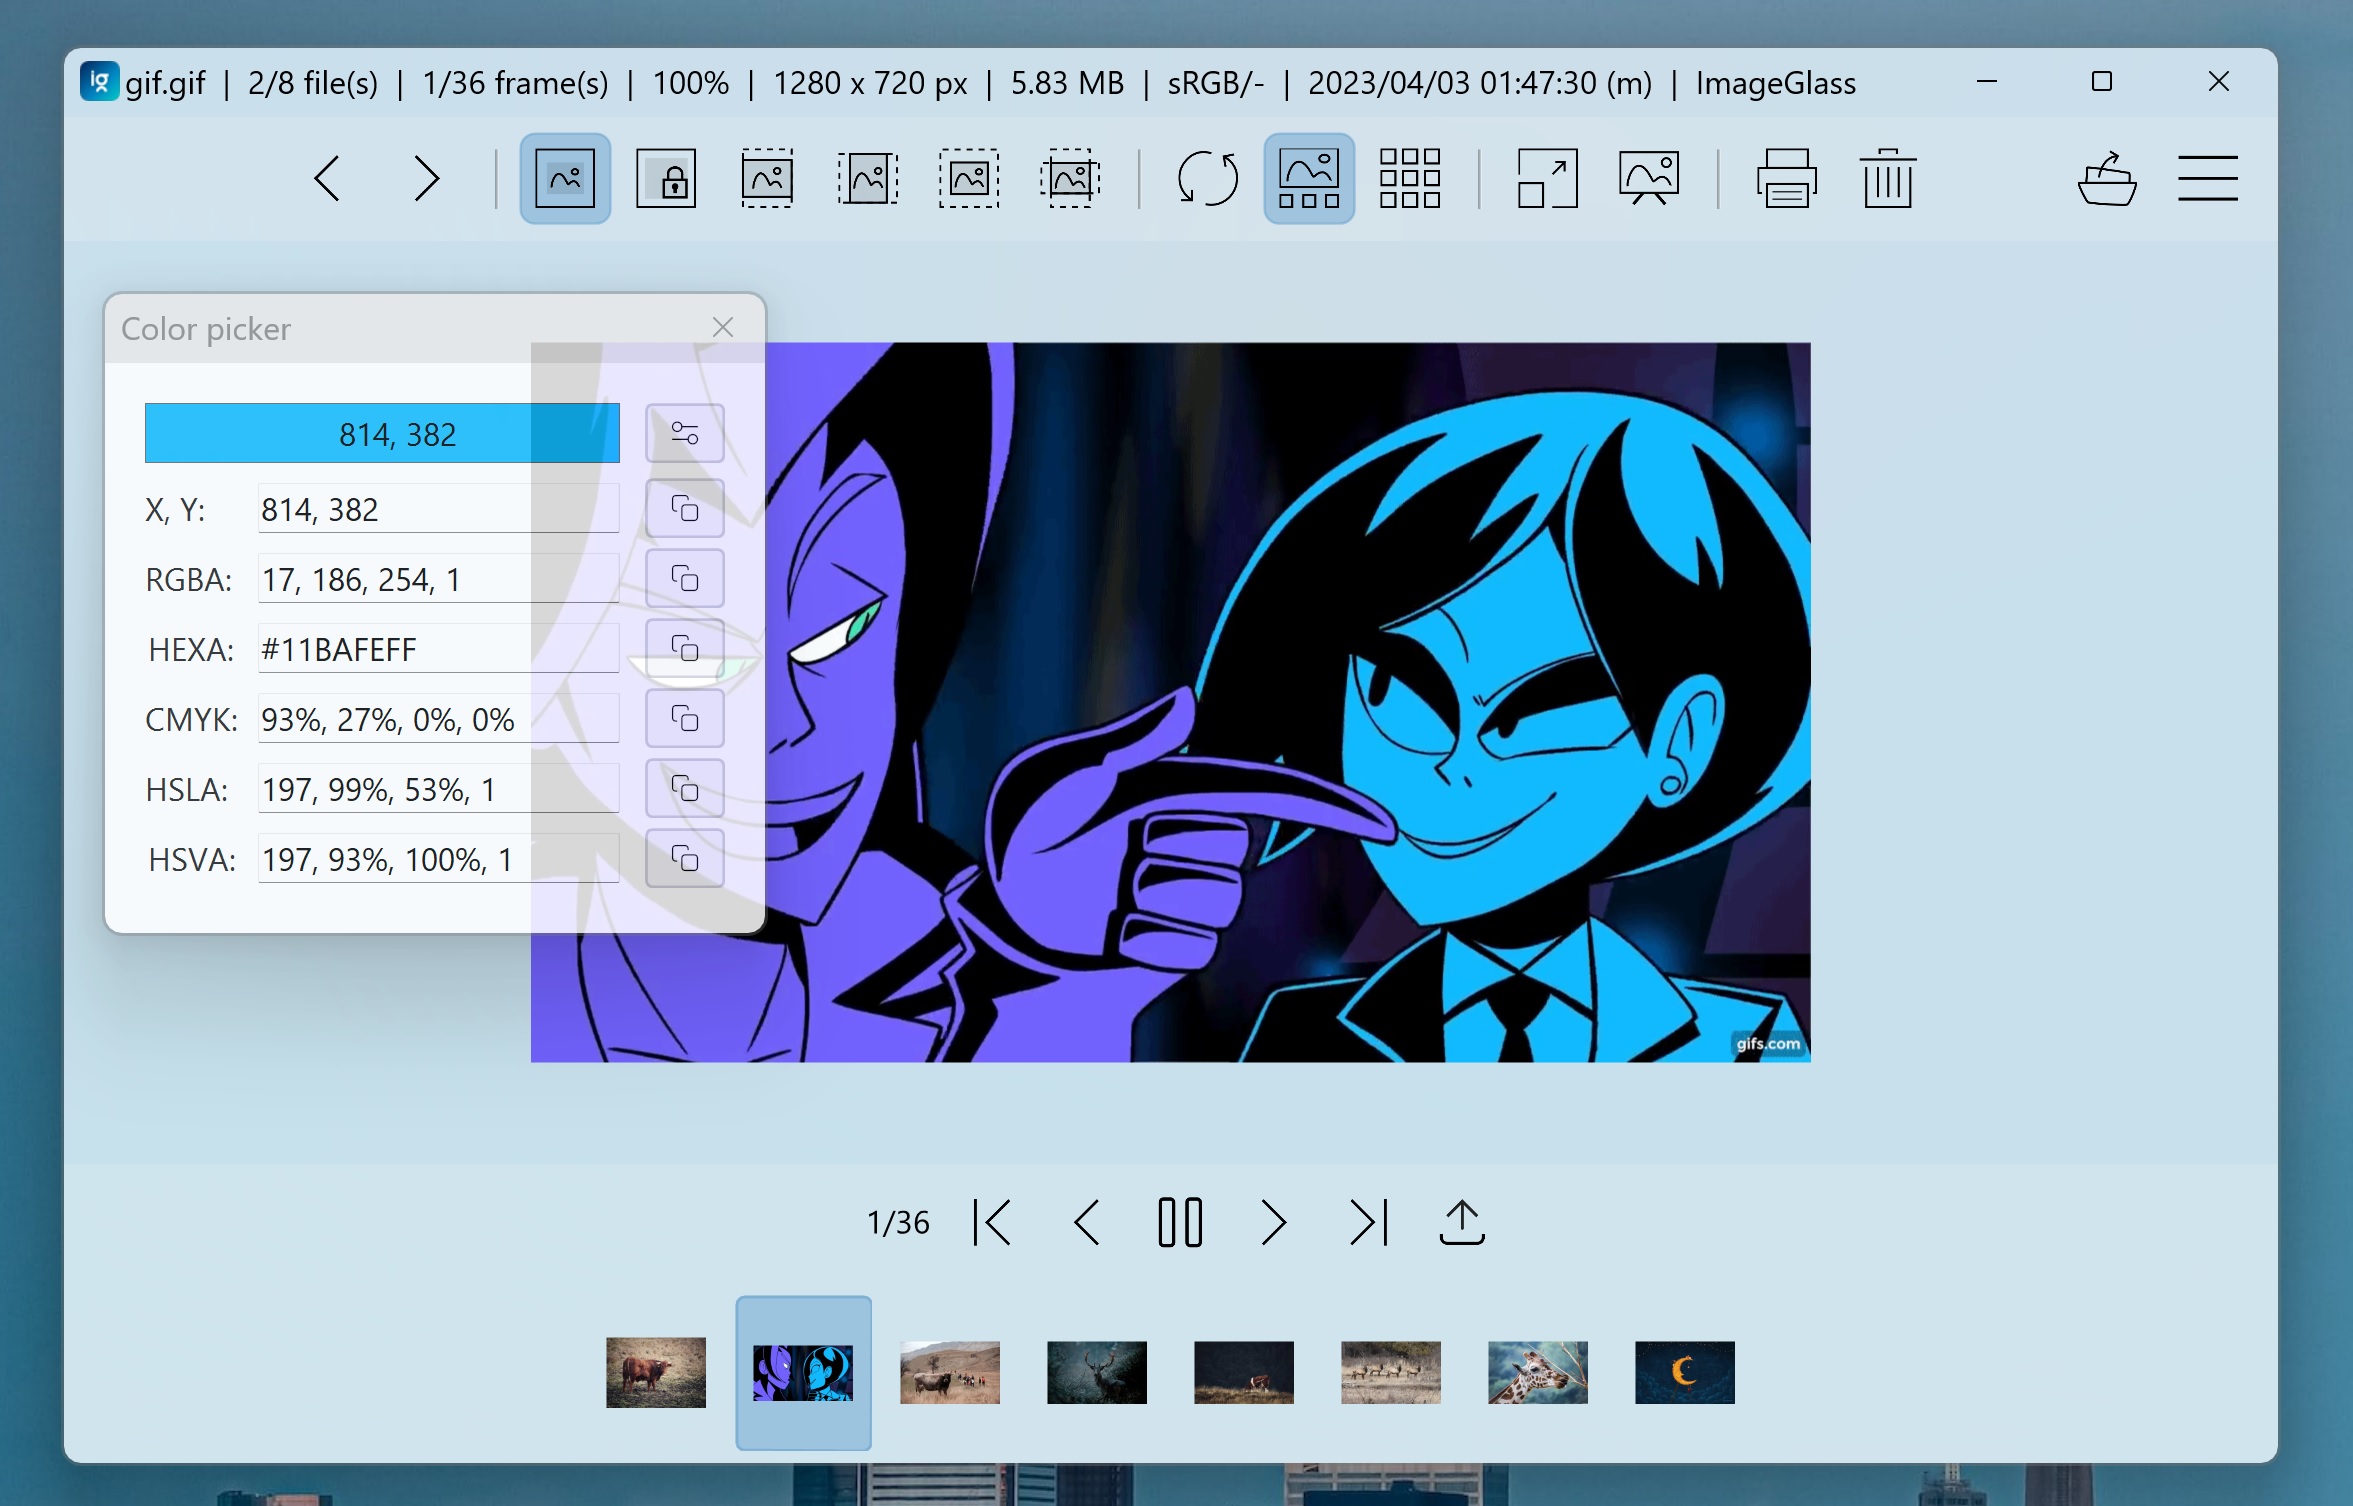 ig gif.gif | 2/8 file(s) | 1/36 frame(s) | 100% | 1280 x 720 px | 5.83 MB | sRGB/- | 2023/04/03 01:47:30 (m) | ImageGlass
Color picker
814, 382
X, Y: 814, 382
RGBA: 17, 186, 254, 1
HEXA: #11BAFEFF
CMYK: 93%, 27%, 0%, 0%
HSLA: 197, 99%, 53%, 1
HSVA: 197, 93%, 100%, 1
gifs.com
1/36